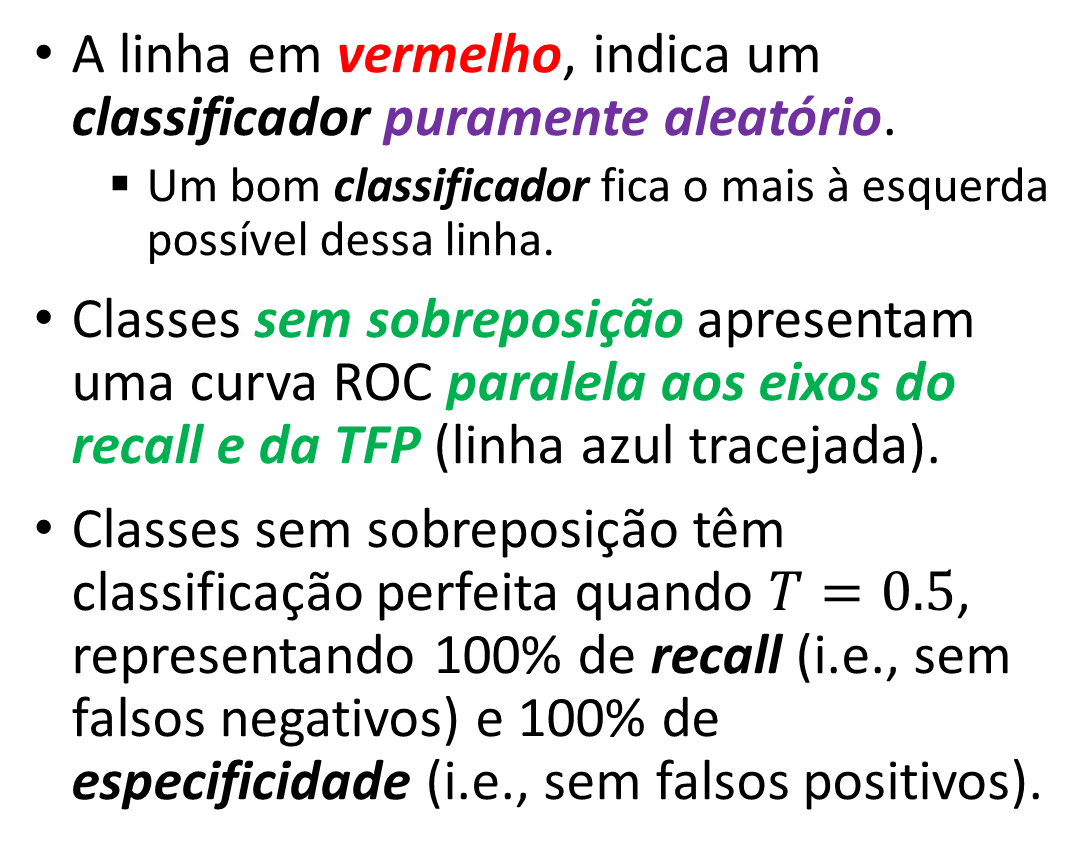 • A linha em vermelho, indica um
classificador puramente aleatório.
▪ Um bom classificador fica o mais à esquerda
possível dessa linha.
• Classes sem sobreposição apresentam
uma curva ROC paralela aos eixos do
recall e da TFP (linha azul tracejada).
• Classes sem sobreposição têm
classificação perfeita quando T = 0.5,
representando 100% de recall (i.e., sem
falsos negativos) e 100% de
especificidade (i.e., sem falsos positivos).